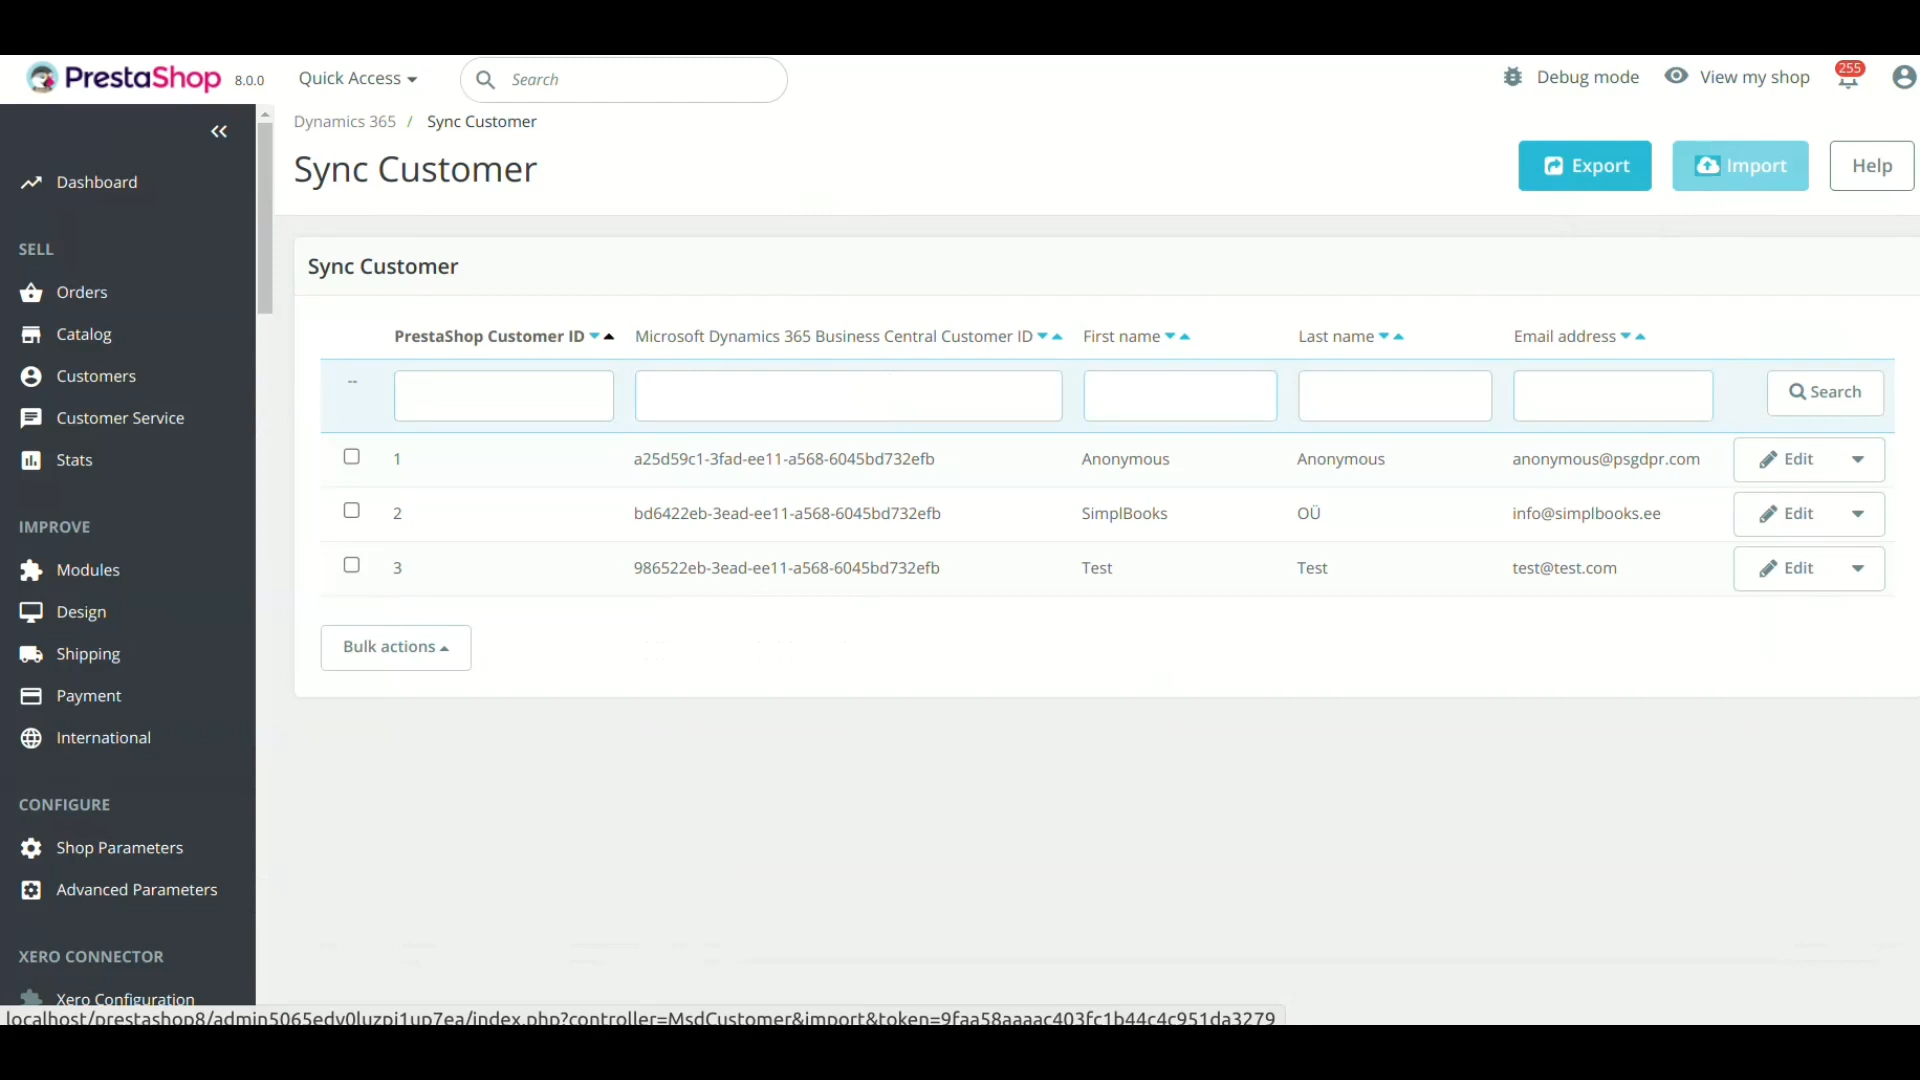 PrestaShop 8.0.0 Quick Access Search Debug mode View my shop 255
Dynamics 365 / Sync Customer
Sync Customer
Export Import Help
Dashboard
SELL
Orders
Catalog
Customers
Customer Service
Stats
IMPROVE
Modules
Design
Shipping
Payment
International
CONFIGURE
Shop Parameters
Advanced Parameters
XERO CONNECTOR
Xero Configuration
Sync Customer
PrestaShop Customer ID Microsoft Dynamics 365 Business Central Customer ID First name Last name Email address
-- Search
1 a25d59c1-3fad-ee11-a568-6045bd732efb Anonymous Anonymous anonymous@psgdpr.com Edit
2 bd6422eb-3ead-ee11-a568-6045bd732efb SimplBooks OÜ info@simplbooks.ee Edit
3 986522eb-3ead-ee11-a568-6045bd732efb Test Test test@test.com Edit
Bulk actions
localhost/prestashop8/admin5065edv0luzpj1up7ea/index.php?controller=MsdCustomer&import&token=9faa58aaaac403fc1b44c4c951da3279